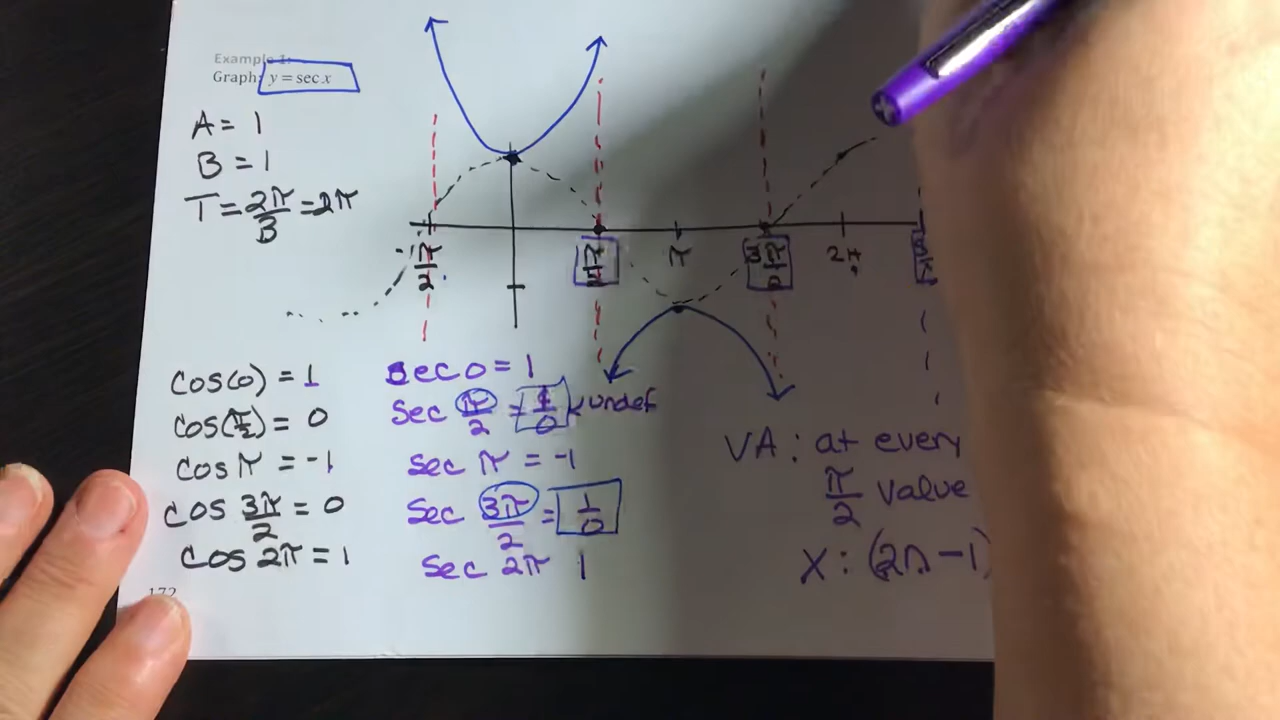 Example 1:
Graph: y = sec x
A = 1
B = 1
T = 2π/B = 2π
-π/2
π/2
π
3π/2
2π
cos(0) = 1
cos(π/2) = 0
cos π = -1
cos 3π/2 = 0
cos 2π = 1
sec 0 = 1
sec π/2 = 1/0 undef
sec π = -1
sec 3π/2 = 1/0
sec 2π 1
VA: at every
π/2 value
X: (2n-1)
172